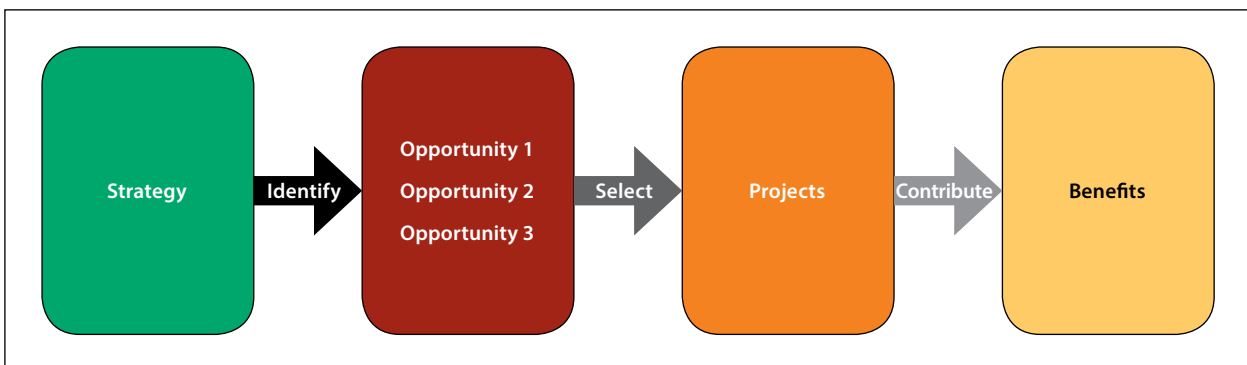 Strategy
Identify
Opportunity 1
Opportunity 2
Opportunity 3
Select
Projects
Contribute
Benefits